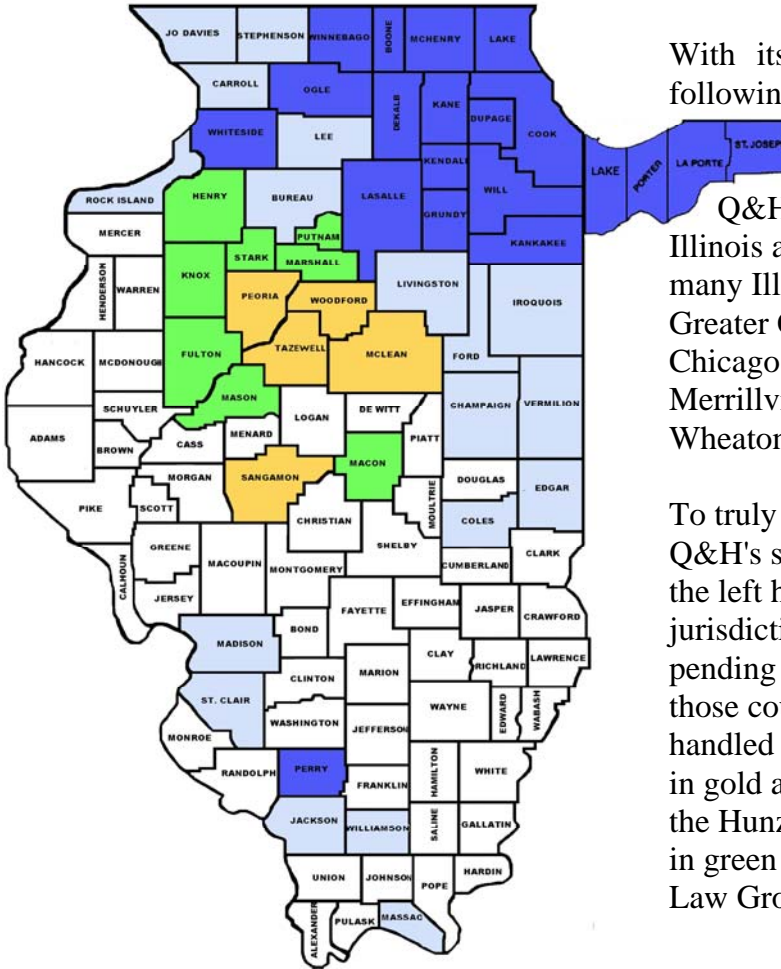 JO DAVIES
STEPHENSON
WINNEBAGO
BOONE
MCHENRY
LAKE
CARROLL
OGLE
DEKALB
KANE
DUPAGE
COOK
WHITESIDE
LEE
KENDALL
LAKE
PORTER
LA PORTE
ST. JOSEPH
ROCK ISLAND
HENRY
BUREAU
LASALLE
GRUNDY
WILL
MERCER
PUTNAM
KANKAKEE
HENDERSON
WARREN
KNOX
STARK
MARSHALL
PEORIA
WOODFORD
LIVINGSTON
IROQUOIS
HANCOCK
MCDONOUGH
FULTON
TAZEWELL
MCLEAN
FORD
SCHUYLER
MASON
LOGAN
DE WITT
CHAMPAIGN
VERMILION
ADAMS
BROWN
CASS
MENARD
PIATT
PIKE
SCOTT
MORGAN
SANGAMON
MACON
MOULTRIE
DOUGLAS
EDGAR
CHRISTIAN
COLES
CALHOUN
GREENE
MACOUPIN
MONTGOMERY
SHELBY
CUMBERLAND
CLARK
JERSEY
FAYETTE
EFFINGHAM
JASPER
CRAWFORD
MADISON
BOND
CLAY
RICHLAND
LAWRENCE
ST. CLAIR
CLINTON
MARION
WAYNE
EDWARD
WABASH
MONROE
WASHINGTON
JEFFERSON
RANDOLPH
PERRY
FRANKLIN
HAMILTON
WHITE
JACKSON
WILLIAMSON
SALINE
GALLATIN
UNION
JOHNSON
POPE
HARDIN
ALEXANDER
PULASK
MASSAC
With its
followin
Q&H
Illinois a
many Ill
Greater
Chicago
Merrillv
Wheaton
To truly
Q&H's s
the left h
jurisdicti
pending
those cou
handled
in gold a
the Hunz
in green
Law Gro